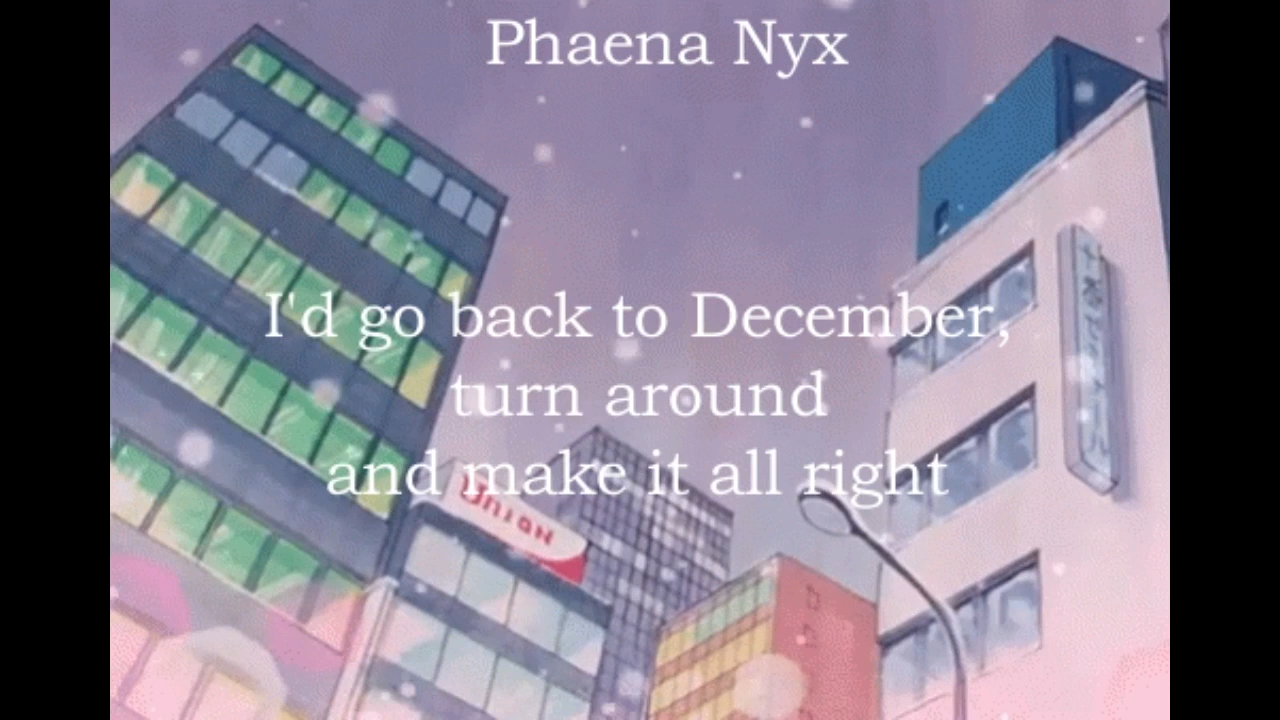 Phaena Nyx
I'd go back to December,
turn around
and make it all right
Union